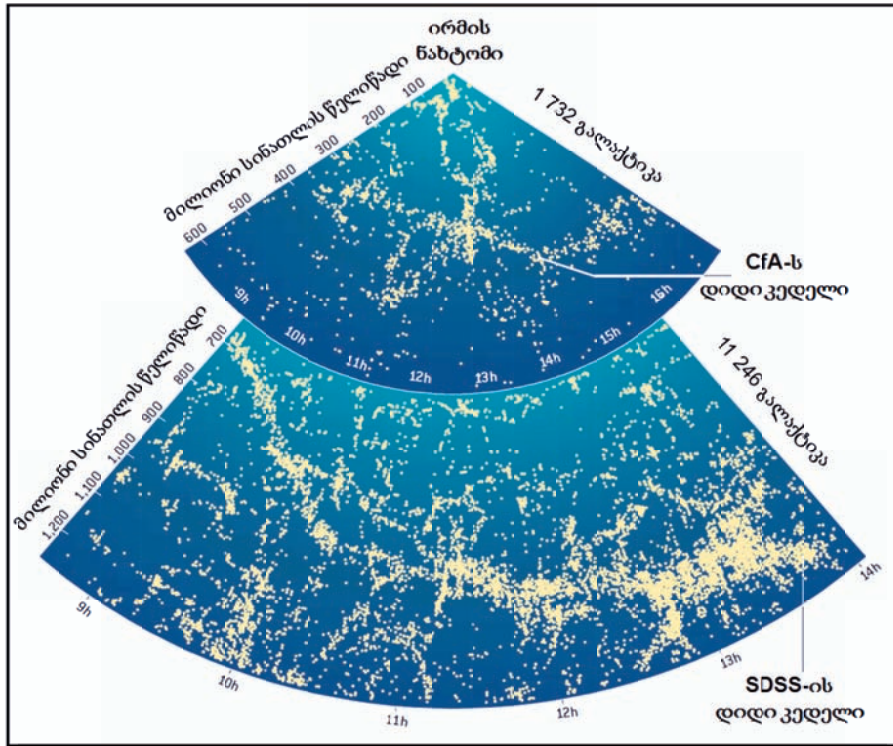 ირმის
ნახტომი
მილიონი სინათლის წელიწადი
100
200
300
400
500
600
1 732 გალაქტიკა
CfA-ს
დიდი კედელი
9h
10h
11h
12h
13h
14h
15h
16h
მილიონი სინათლის წელიწადი
700
800
900
1,000
1,100
1,200
11 246 გალაქტიკა
9h
10h
11h
12h
13h
14h
SDSS-ის
დიდი კედელი